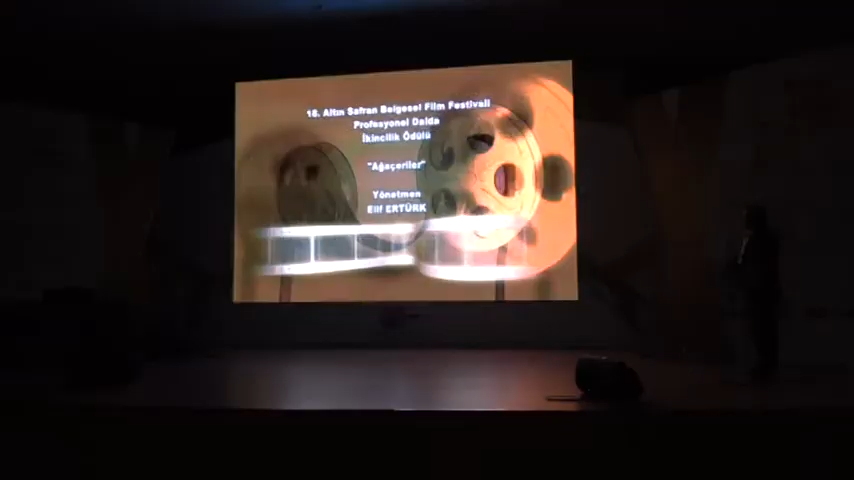 18. Altın Safran Belgesel Film Festivali
Profesyonel Dalda
İkincilik Ödülü
"Ağaçeriler"
Yönetmen
Elif ERTÜRK